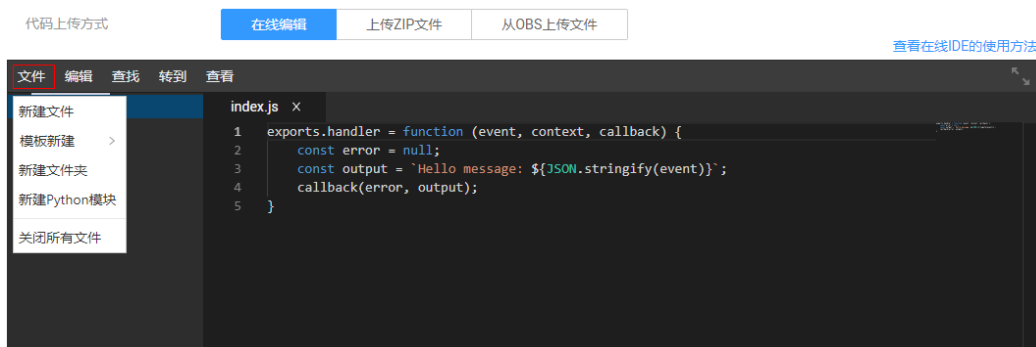 代码上传方式 在线编辑 上传ZIP文件 从OBS上传文件
查看在线IDE的使用方法
文件 编辑 查找 转到 查看
新建文件
模板新建 >
新建文件夹
新建Python模块
关闭所有文件
index.js ×
1 exports.handler = function (event, context, callback) {
2 const error = null;
3 const output = `Hello message: ${JSON.stringify(event)}`;
4 callback(error, output);
5 }